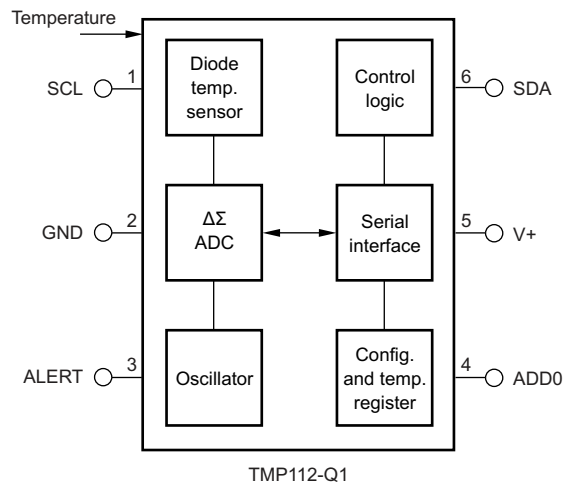 Temperature
SCL
1
Diode
temp.
sensor
Control
logic
6
SDA
GND
2
ΔΣ
ADC
Serial
interface
5
V+
ALERT
3
Oscillator
Config.
and temp.
register
4
ADD0
TMP112-Q1